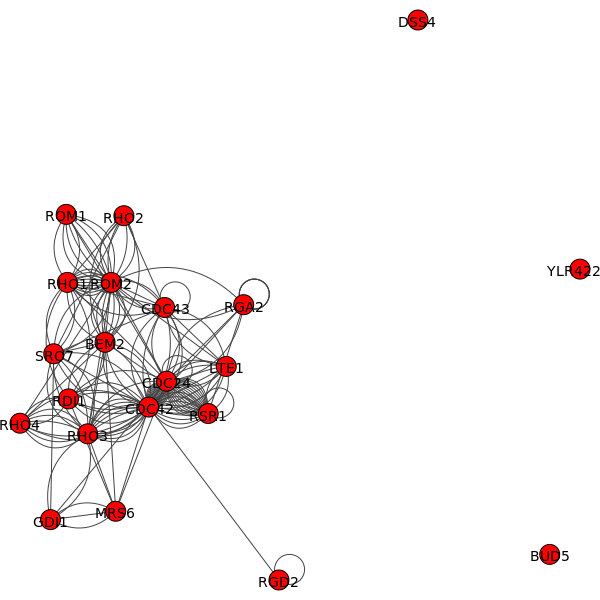 DSS4
ROM1
RHO2
YLR422
RHO1
ROM2
CDC43
RGA2
BEM2
SRO7
LTE1
CDC24
RDI1
CDC42
RSR1
RHO4
RHO3
GDI1
MRS6
BUD5
RGD2